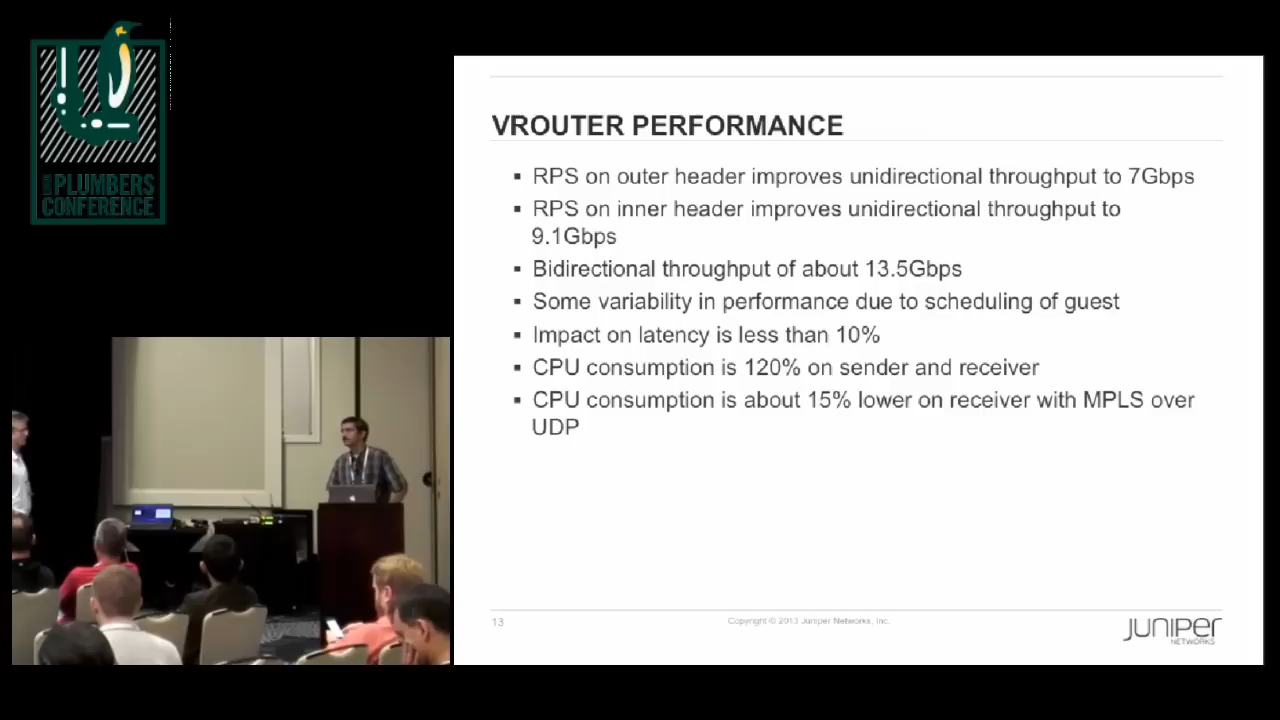 PLUMBERS
CONFERENCE
VROUTER PERFORMANCE
▪ RPS on outer header improves unidirectional throughput to 7Gbps
▪ RPS on inner header improves unidirectional throughput to
9.1Gbps
▪ Bidirectional throughput of about 13.5Gbps
▪ Some variability in performance due to scheduling of guest
▪ Impact on latency is less than 10%
▪ CPU consumption is 120% on sender and receiver
▪ CPU consumption is about 15% lower on receiver with MPLS over
UDP
13
Copyright © 2013 Juniper Networks, Inc.
JUNIPER
NETWORKS